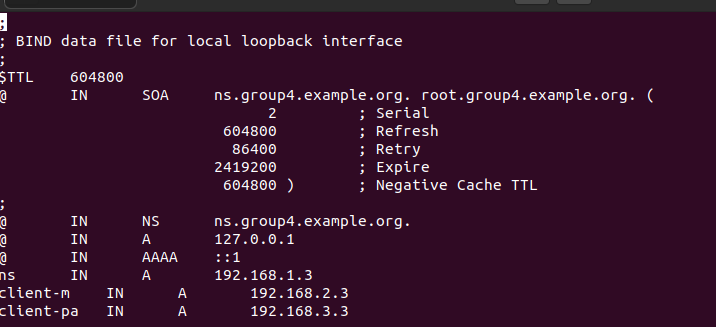 ;
; BIND data file for local loopback interface
;
$TTL    604800
@       IN      SOA     ns.group4.example.org. root.group4.example.org. (
                              2         ; Serial
                         604800         ; Refresh
                          86400         ; Retry
                        2419200         ; Expire
                         604800 )       ; Negative Cache TTL
;
@       IN      NS      ns.group4.example.org.
@       IN      A       127.0.0.1
@       IN      AAAA    ::1
ns      IN      A       192.168.1.3
client-m    IN      A       192.168.2.3
client-pa   IN      A       192.168.3.3